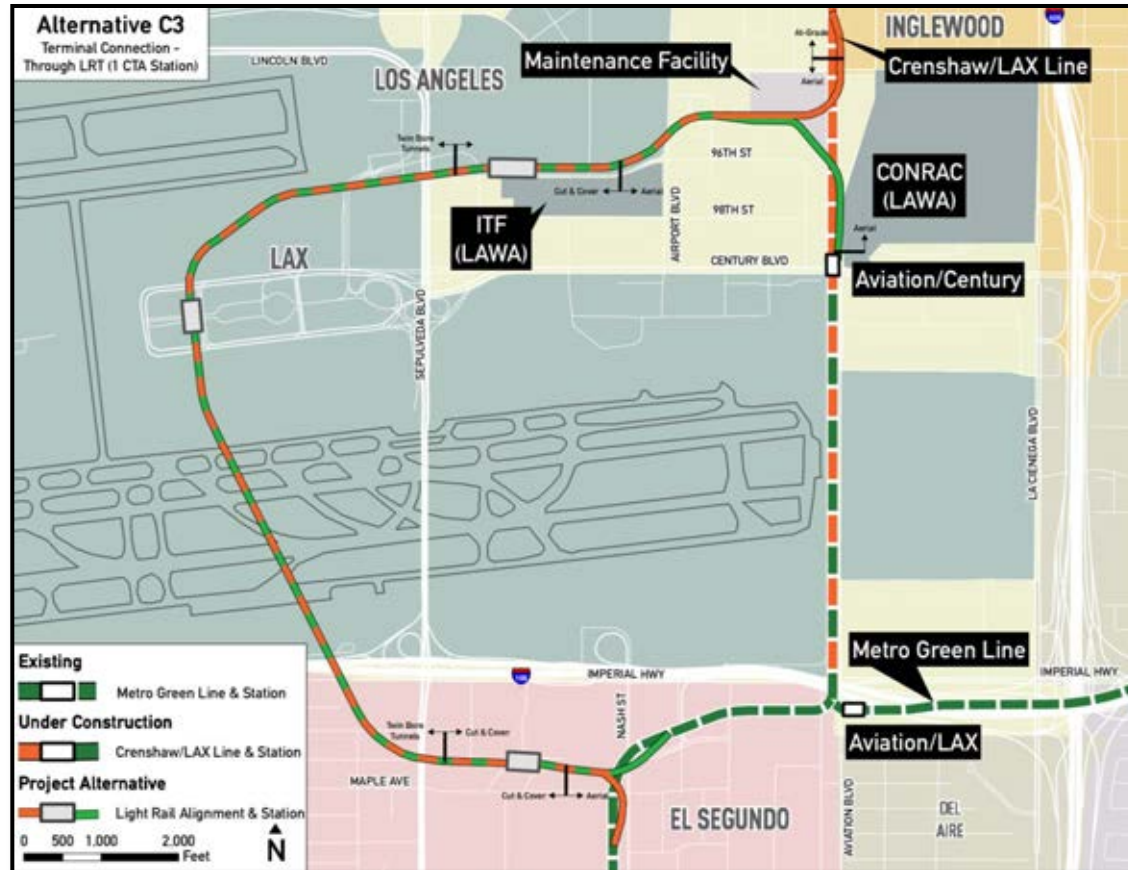 Alternative C3
Terminal Connection -
Through LRT (1 CTA Station)
LINCOLN BLVD
LOS ANGELES
Maintenance Facility
At-Grade
Aerial
INGLEWOOD
Crenshaw/LAX Line
405
Twin Bore
Tunnels
Cut & Cover
Aerial
96TH ST
98TH ST
AIRPORT BLVD
CENTURY BLVD
ITF
(LAWA)
CONRAC
(LAWA)
Aerial
Aviation/Century
LAX
SEPULVEDA BLVD
LA CIENEGA BLVD
IMPERIAL HWY
Metro Green Line
IMPERIAL HWY
Aviation/LAX
NASH ST
Twin Bore
Tunnels
Cut & Cover
MAPLE AVE
Cut & Cover
Aerial
EL SEGUNDO
AVIATION BLVD
DEL
AIRE
Existing
Metro Green Line & Station
Under Construction
Crenshaw/LAX Line & Station
Project Alternative
Light Rail Alignment & Station
0 500 1,000 2,000
Feet
N